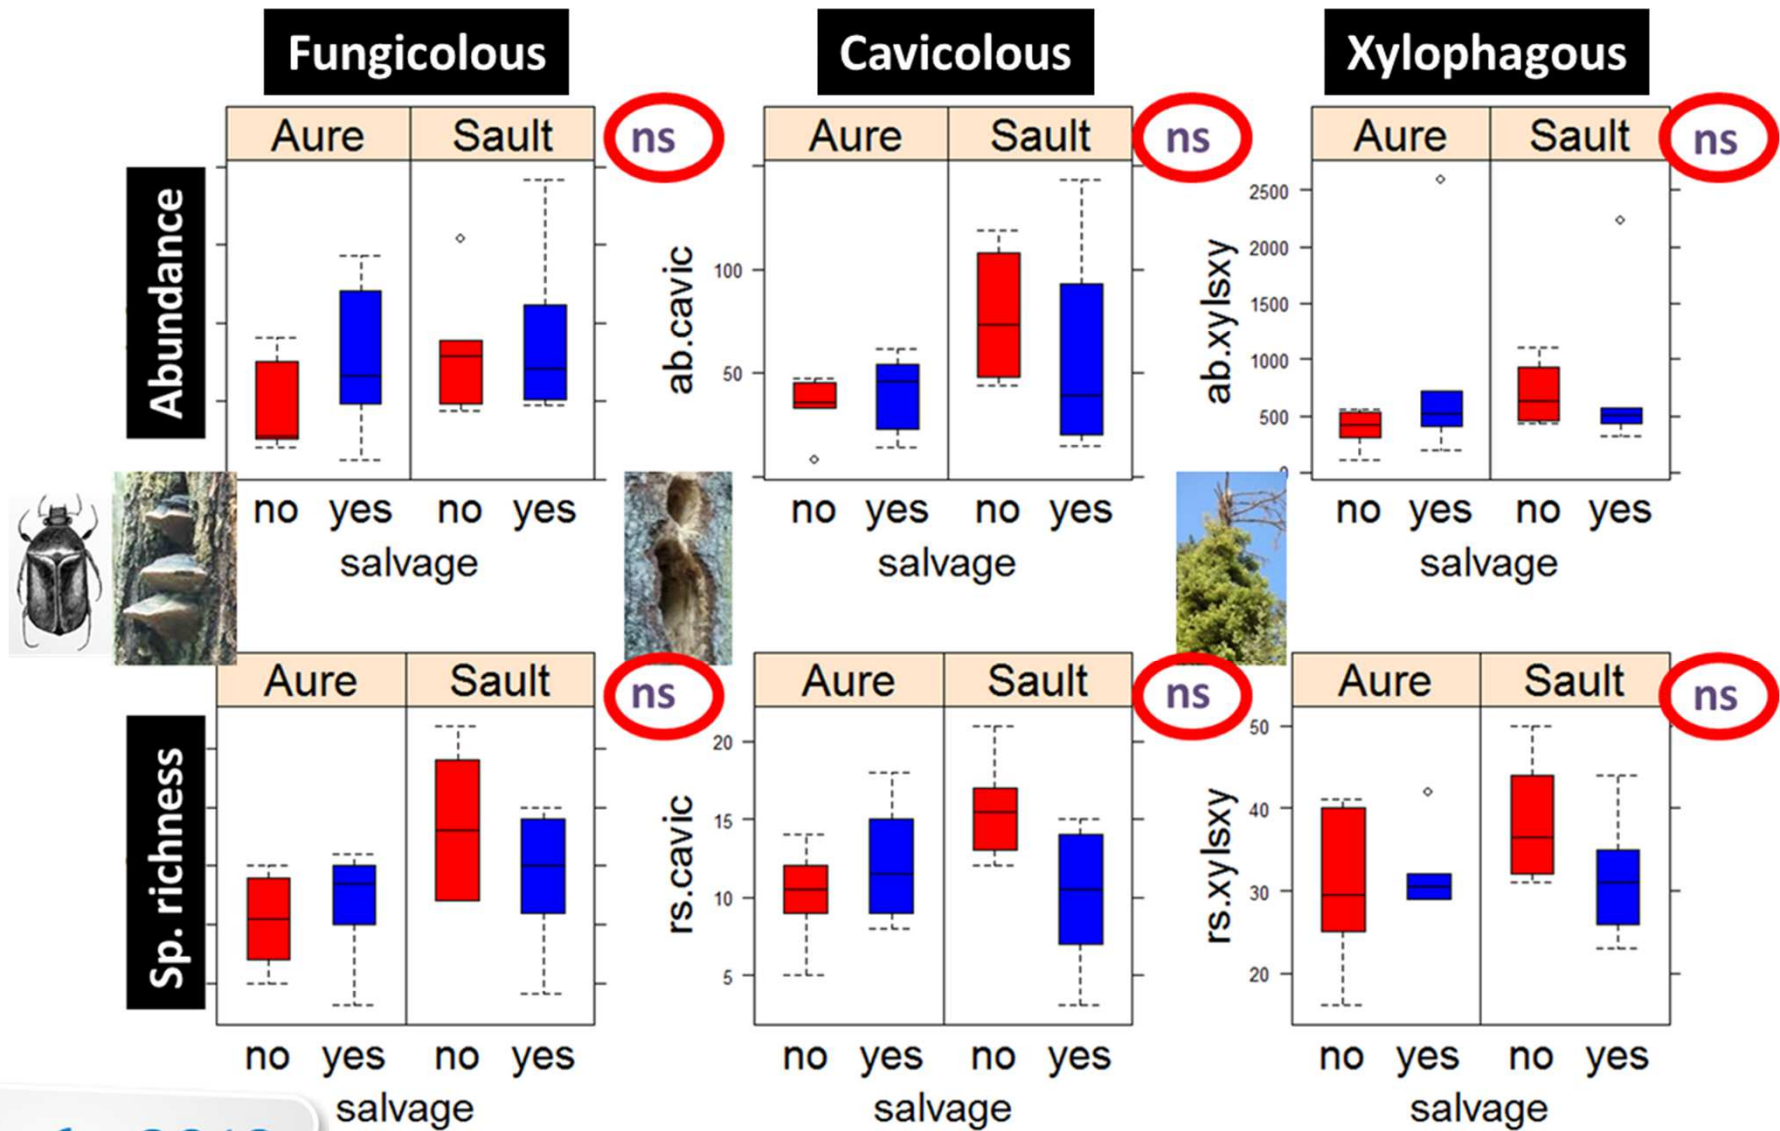 Fungicolous Cavicolous Xylophagous
Aure Sault ns Aure Sault ns Aure Sault ns
Abundance
ab.cavic
100
50
ab.xylsxy
2500
2000
1500
1000
500
0
no yes no yes no yes no yes no yes no yes
salvage salvage salvage
Aure Sault ns Aure Sault ns Aure Sault ns
Sp. richness
rs.cavic
20
15
10
5
rs.xylsxy
50
40
30
20
no yes no yes no yes no yes no yes no yes
salvage salvage salvage